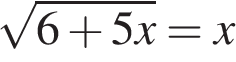 √(6 + 5x) = x